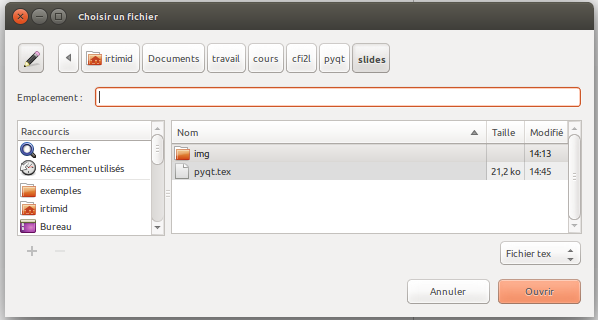 Choisir un fichier
irtimid Documents travail cours cfi2l pyqt slides
Emplacement :
Raccourcis
Rechercher
Récemment utilisés
exemples
irtimid
Bureau
Nom Taille Modifié
img 14:13
pyqt.tex 21,2 ko 14:45
Fichier tex
Annuler Ouvrir